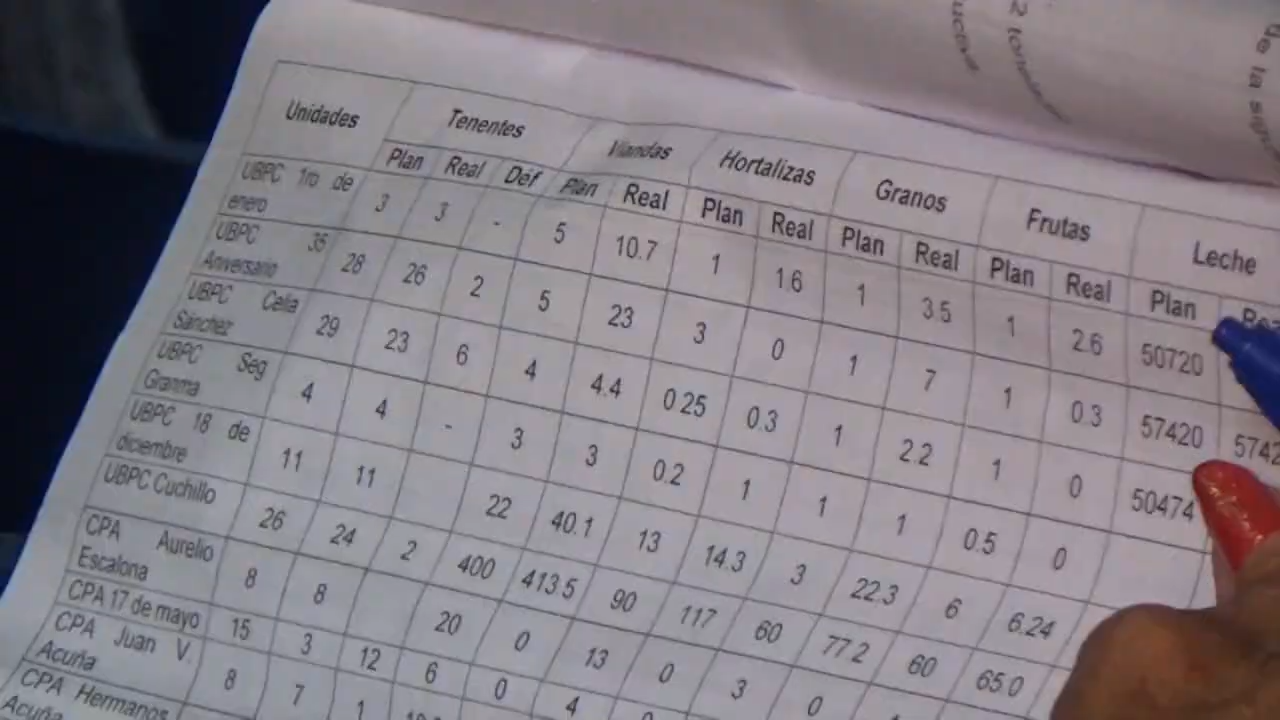 Unidades Tenentes Viandas Hortalizas Granos Frutas Leche
Plan Real Déf Plan Real Plan Real Plan Real Plan Real Plan
UBPC 1ro de
enero 3 3 - 5 10.7 1 1.6 1 3.5 1 2.6 50720
UBPC 36
Aniversario 28 26 2 5 23 3 0 1 7 1 0.3 57420
UBPC Celia
Sánchez 29 23 6 4 4.4 0.25 0.3 1 2.2 1 0 50474
UBPC Seg
Granma 4 4 - 3 3 0.2 1 1 1 0.5 0
UBPC 18 de
diciembre 11 11 22 40.1 13 14.3 3 22.3 6 6.24
UBPC Cuchillo 26 24 2 400 413.5 90 117 60 77.2 60 65.0
CPA Aurelio
Escalona 8 8 20 0 13 0 3 0
CPA 17 de mayo 15 3 12 6 0 4
CPA Juan V.
Acuña 8 7 1
CPA Hermanos
Acuña
de la